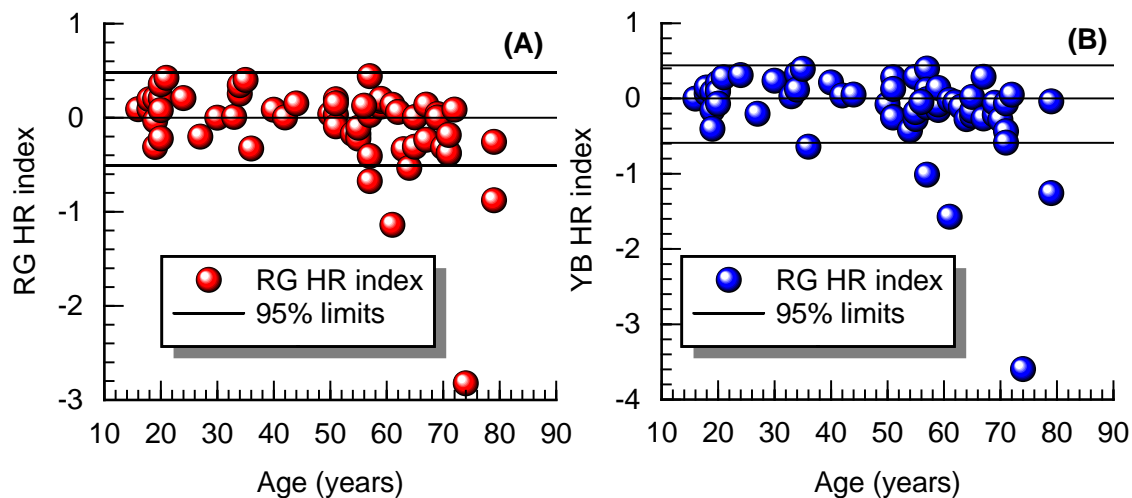 (A)
1
0
-1
-2
-3
RG HR index
RG HR index
95% limits
10 20 30 40 50 60 70 80 90
Age (years)
(B)
1
0
-1
-2
-3
-4
YB HR index
RG HR index
95% limits
10 20 30 40 50 60 70 80 90
Age (years)